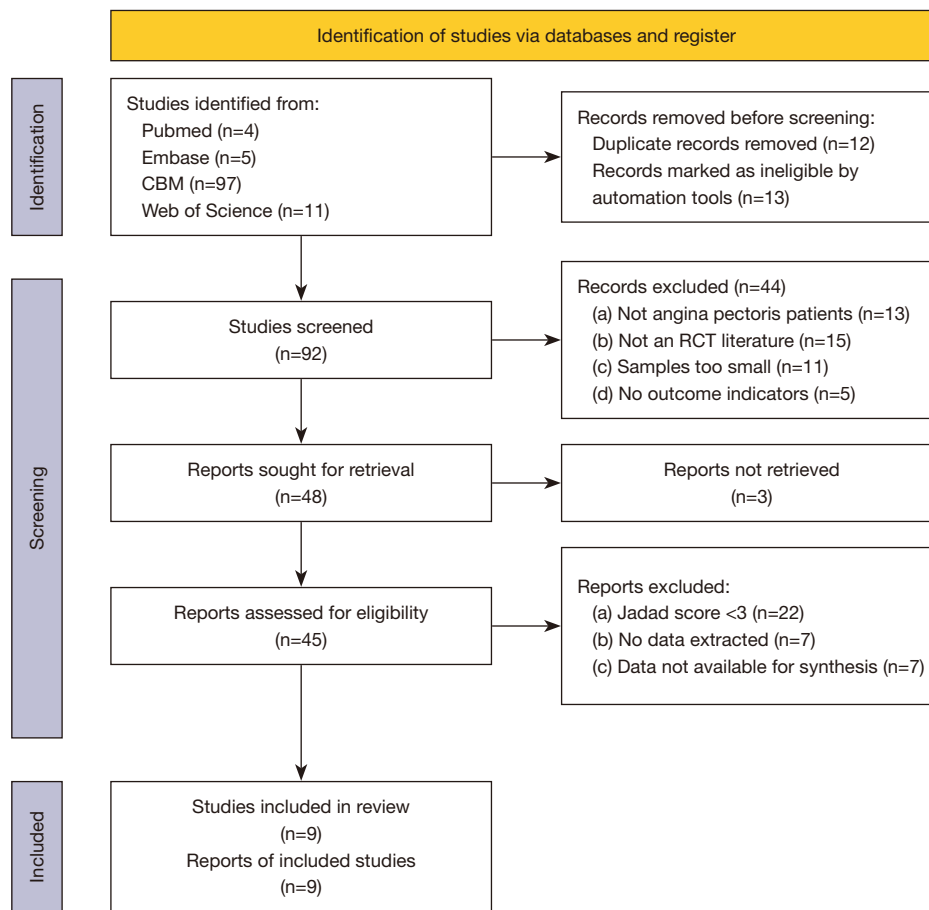 Identification of studies via databases and register
Identification
Studies identified from:
Pubmed (n=4)
Embase (n=5)
CBM (n=97)
Web of Science (n=11)
Records removed before screening:
Duplicate records removed (n=12)
Records marked as ineligible by
automation tools (n=13)
Screening
Studies screened
(n=92)
Records excluded (n=44)
(a) Not angina pectoris patients (n=13)
(b) Not an RCT literature (n=15)
(c) Samples too small (n=11)
(d) No outcome indicators (n=5)
Reports sought for retrieval
(n=48)
Reports not retrieved
(n=3)
Reports assessed for eligibility
(n=45)
Reports excluded:
(a) Jadad score <3 (n=22)
(b) No data extracted (n=7)
(c) Data not available for synthesis (n=7)
Included
Studies included in review
(n=9)
Reports of included studies
(n=9)